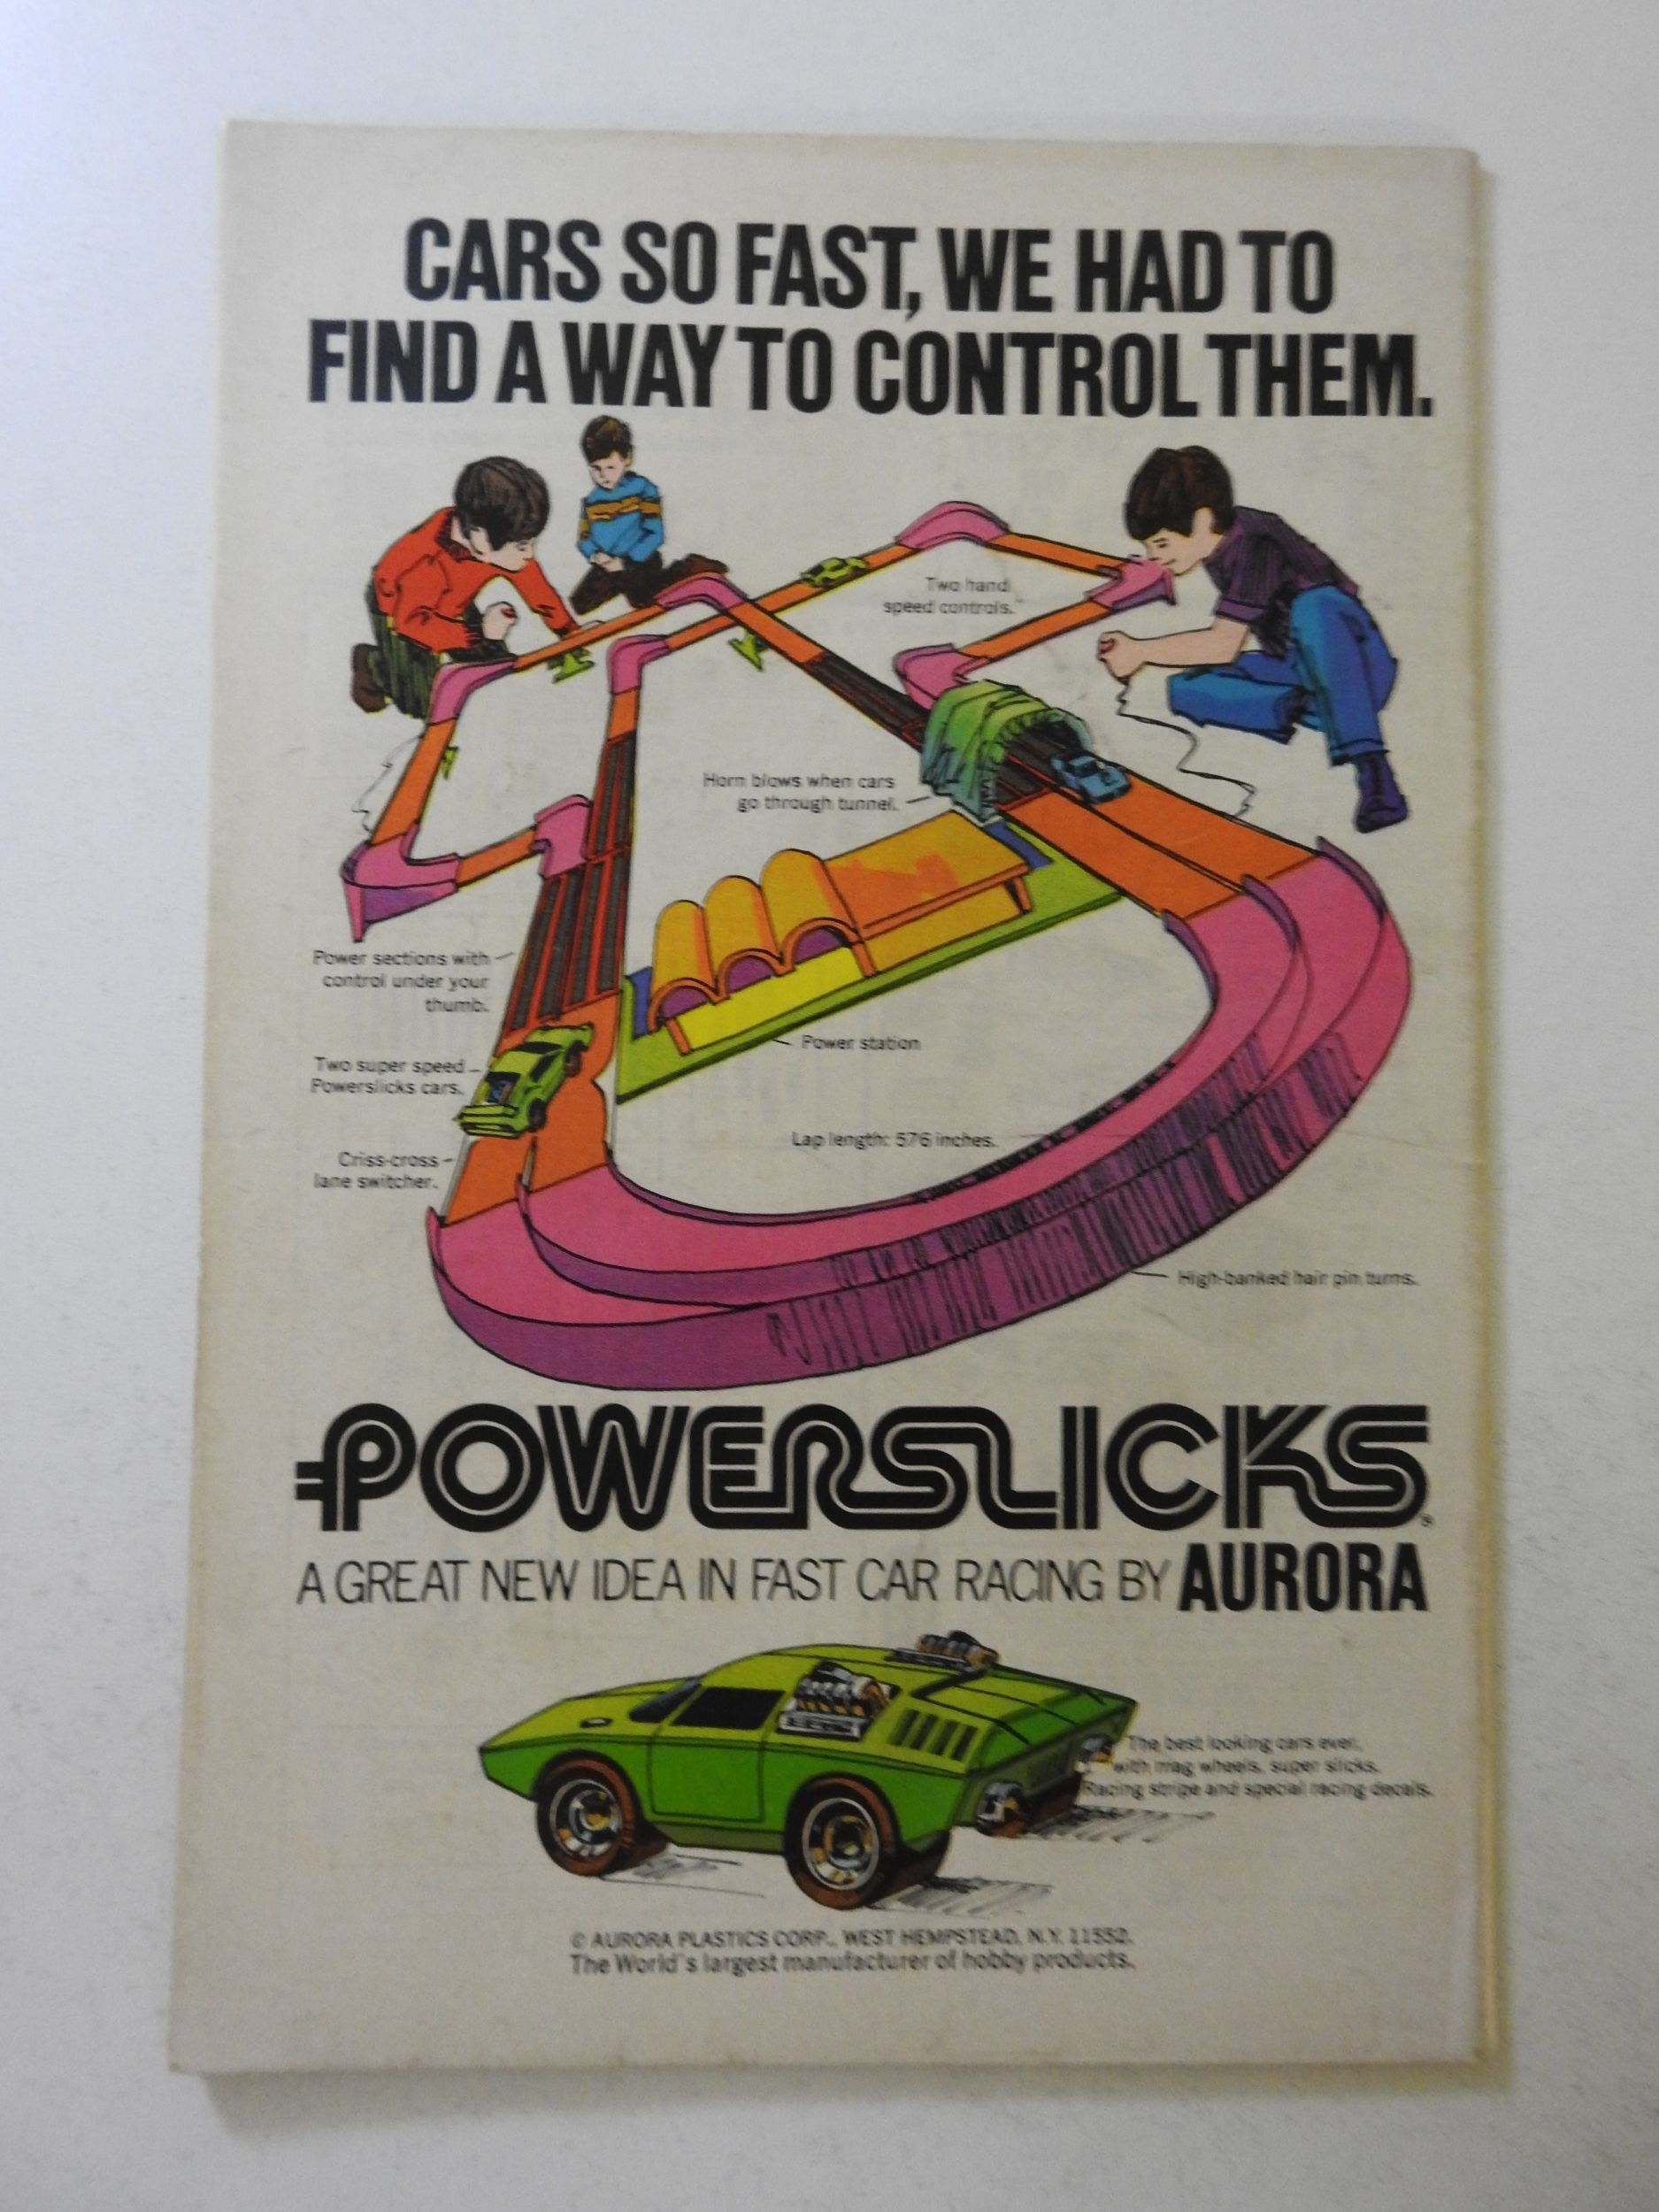 CARS SO FAST, WE HAD TO
FIND A WAY TO CONTROL THEM.
Two hand
speed controls.
Horn blows when cars
go through tunnel.
Power sections with
control under your
thumb.
Power station
Two super speed
Powerslicks cars.
Lap length: 576 inches.
Criss-cross
lane switcher.
High-banked hair pin turns.
POWERSLICKS®
A GREAT NEW IDEA IN FAST CAR RACING BY AURORA
The best looking cars ever,
with mag wheels, super slicks.
Racing stripe and special racing decals.
© AURORA PLASTICS CORP., WEST HEMPSTEAD, N.Y. 11552.
The World's largest manufacturer of hobby products.